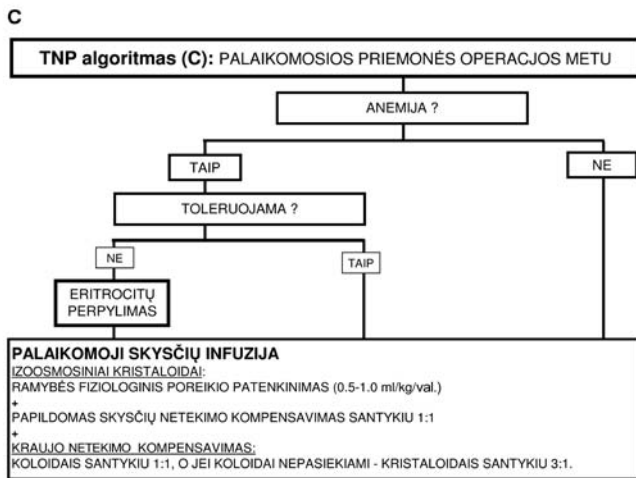 C
TNP algoritmas (C): PALAIKOMOSIOS PRIEMONĖS OPERACJOS METU
ANEMIJA ?
TAIP
NE
TOLERUOJAMA ?
NE
TAIP
ERITROCITŲ
PERPYLIMAS
PALAIKOMOJI SKYSČIŲ INFUZIJA
IZOOSMOSINIAI KRISTALOIDAI:
RAMYBĖS FIZIOLOGINIS POREIKIO PATENKINIMAS (0.5-1.0 ml/kg/val.)
+
PAPILDOMAS SKYSČIŲ NETEKIMO KOMPENSAVIMAS SANTYKIU 1:1
+
KRAUJO NETEKIMO KOMPENSAVIMAS:
KOLOIDAIS SANTYKIU 1:1, O JEI KOLOIDAI NEPASIEKIAMI - KRISTALOIDAIS SANTYKIU 3:1.